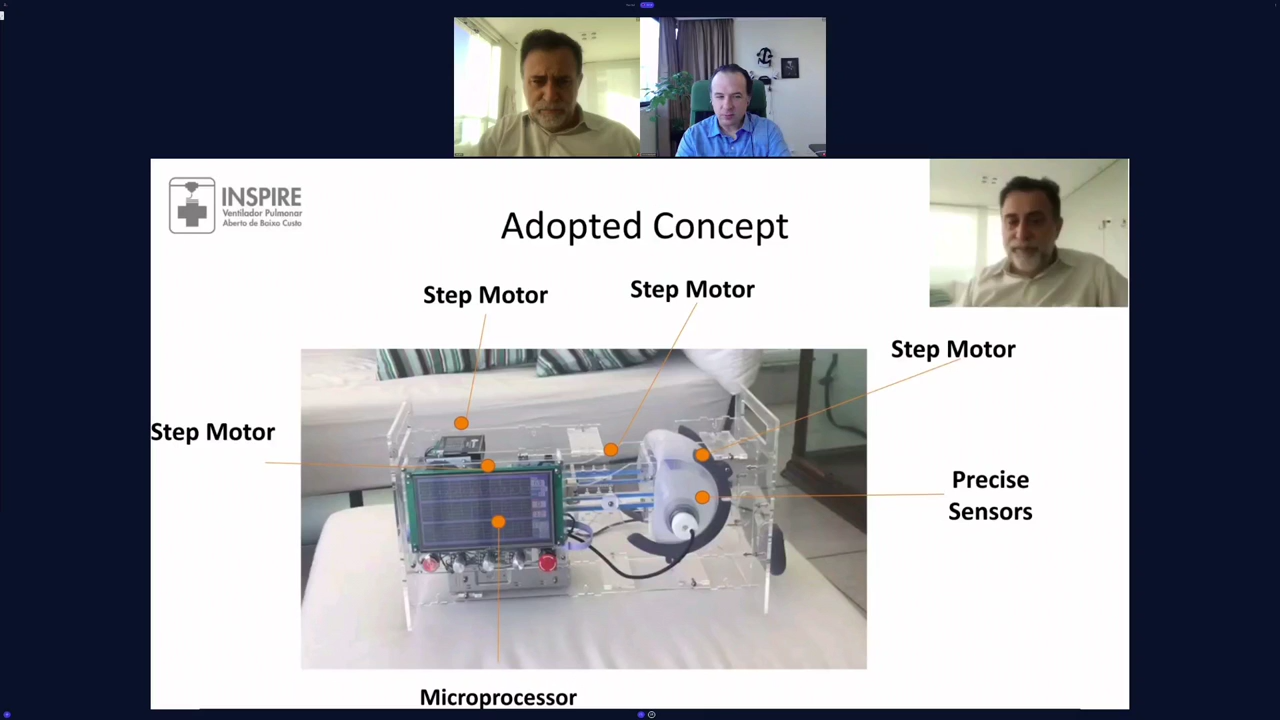 INSPIRE
Ventilador Pulmonar
Aberto de Baixo Custo
Adopted Concept
Step Motor
Step Motor
Step Motor
Step Motor
Precise
Sensors
Microprocessor